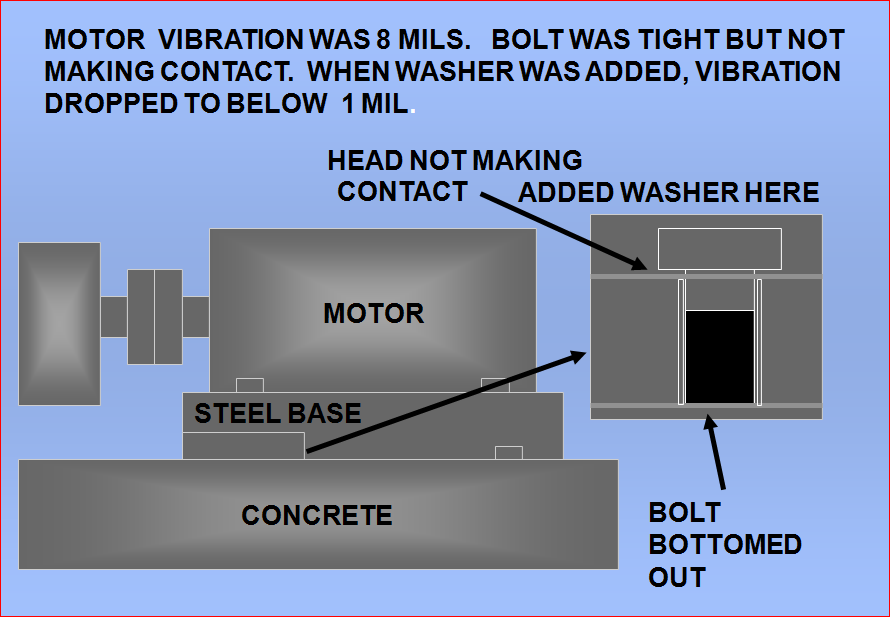 MOTOR VIBRATION WAS 8 MILS. BOLT WAS TIGHT BUT NOT
MAKING CONTACT. WHEN WASHER WAS ADDED, VIBRATION
DROPPED TO BELOW 1 MIL.
HEAD NOT MAKING
CONTACT
ADDED WASHER HERE
MOTOR
STEEL BASE
CONCRETE
BOLT
BOTTOMED
OUT